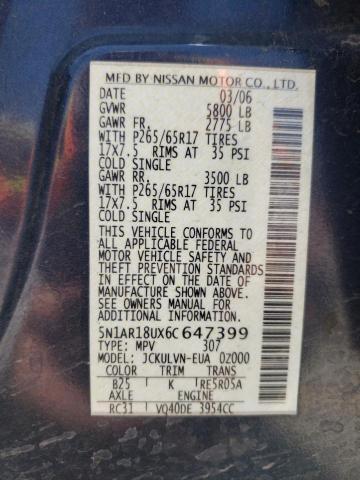 MFD BY NISSAN MOTOR CO., LTD.
DATE 03/06
GVWR 5800 LB
GAWR FR, 2775 LB
WITH P265/65R17 TIRES
17X7.5 RIMS AT 35 PSI
COLD SINGLE
GAWR RR, 3500 LB
WITH P265/65R17 TIRES
17X7.5 RIMS AT 35 PSI
COLD SINGLE
THIS VEHICLE CONFORMS TO
ALL APPLICABLE FEDERAL
MOTOR VEHICLE SAFETY AND
THEFT PREVENTION STANDARDS
IN EFFECT ON THE DATE OF
MANUFACTURE SHOWN ABOVE.
SEE OWNERS MANUAL FOR
ADDITIONAL INFORMATION
5N1AR18UX6C 647399
TYPE: MPV 307
MODEL: JCKULVN-EUA 0Z000
COLOR TRIM TRANS
B25 K RE5R05A
AXLE ENGINE
RC31 VQ40DE 3954CC